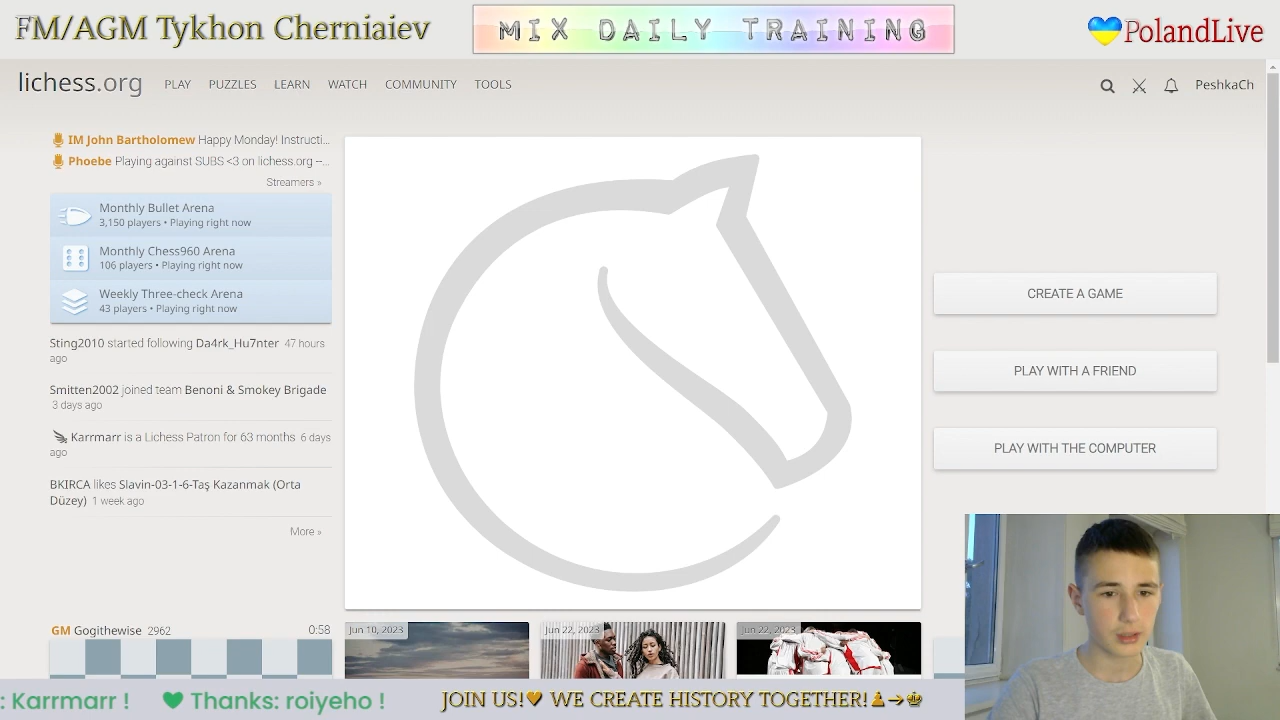 FM/AGM Tykhon Cherniaiev
MIX DAILY TRAINING
PolandLive
lichess.org
PLAY
PUZZLES
LEARN
WATCH
COMMUNITY
TOOLS
PeshkaCh
IM John Bartholomew Happy Monday! Instructi...
Phoebe Playing against SUBS <3 on lichess.org –...
Streamers »
Monthly Bullet Arena
3,150 players • Playing right now
Monthly Chess960 Arena
106 players • Playing right now
Weekly Three-check Arena
43 players • Playing right now
Sting2010 started following Da4rk_Hu7nter 47 hours
ago
Smitten2002 joined team Benoni & Smokey Brigade
3 days ago
Karrmarr is a Lichess Patron for 63 months 6 days
ago
BKIRCA likes Slavin-03-1-6-Taş Kazanmak (Orta
Düzey) 1 week ago
More »
CREATE A GAME
PLAY WITH A FRIEND
PLAY WITH THE COMPUTER
GM Gogithewise 2962 0:58
Jun 10, 2023
Jun 22, 2023
Jun 22, 2023
: Karrmarr ! Thanks: roiyeho !
JOIN US!🧡 WE CREATE HISTORY TOGETHER!♟→♚